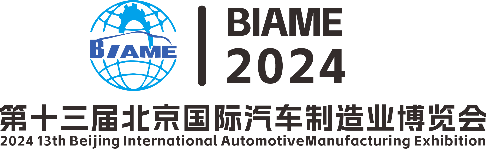 BIAME
BIAME
2024
第十三届北京国际汽车制造业博览会
2024 13th Beijing International AutomotiveManufacturing Exhibition